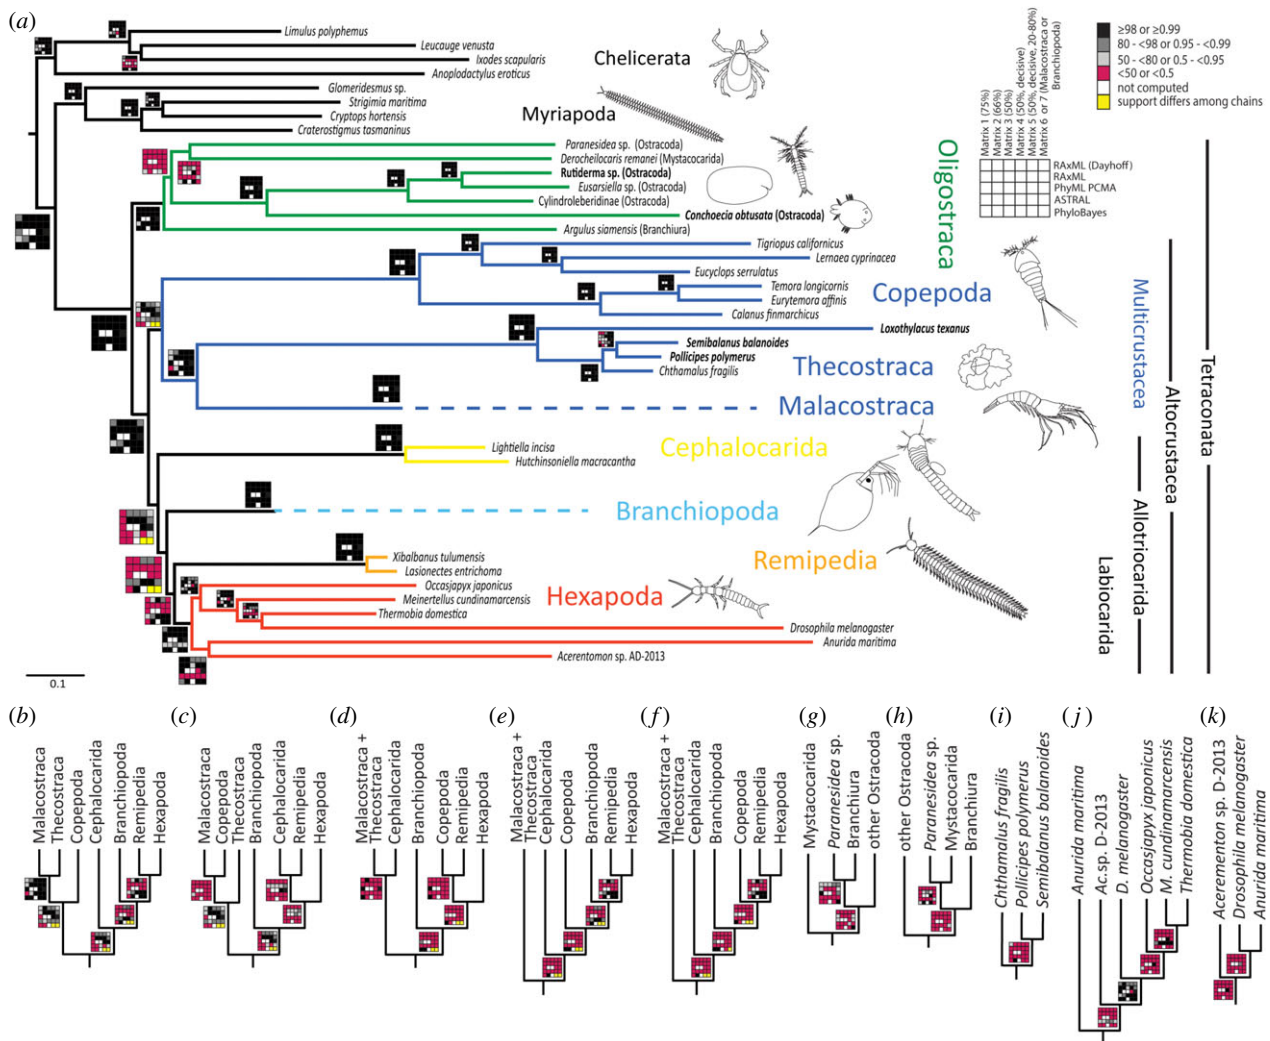 (a)
Limulus polyphemus
Leucauge venusta
Ixodes scapularis
Anoplodactylus eroticus
Chelicerata
Glomeridesmus sp.
Strigimia maritima
Cryptops hortensis
Craterostigmus tasmaninus
Myriapoda
Paranesidea sp. (Ostracoda)
Derocheilocaris remanei (Mystacocarida)
Rutiderma sp. (Ostracoda)
Eusarsiella sp. (Ostracoda)
Cylindroleberidinae (Ostracoda)
Conchoecia obtusata (Ostracoda)
Argulus siamensis (Branchiura)
Oligostraca
Tigriopus californicus
Lernaea cyprinacea
Eucyclops serrulatus
Temora longicornis
Eurytemora affinis
Calanus finmarchicus
Copepoda
Loxothylacus texanus
Semibalanus balanoides
Pollicipes polymerus
Chthamalus fragilis
Thecostraca
Malacostraca
Lightiella incisa
Hutchinsoniella macracantha
Cephalocarida
Branchiopoda
Xibalbanus tulumensis
Lasionectes entrichoma
Remipedia
Occasjapyx japonicus
Meinertellus cundinamarcensis
Thermobia domestica
Drosophila melanogaster
Anurida maritima
Acerentomon sp. AD-2013
Hexapoda
0.1
Matrix 1 (75%)
Matrix 2 (66%)
Matrix 3 (50%)
Matrix 4 (50%, decisive)
Matrix 5 (50%, decisive, 20-80%)
Matrix 6 or 7 (Malacostraca or
Branchiopoda)
RAxML (Dayhoff)
RAxML
PhyML PCMA
ASTRAL
PhyloBayes
≥98 or ≥0.99
80 - <98 or 0.95 - <0.99
50 - <80 or 0.5 - <0.95
<50 or <0.5
not computed
support differs among chains
Multicrustacea
Altocrustacea
Tetraconata
Allotriocarida
Labiocarida
(b)
Malacostraca
Thecostraca
Copepoda
Cephalocarida
Branchiopoda
Remipedia
Hexapoda
(c)
Malacostraca
Copepoda
Thecostraca
Branchiopoda
Cephalocarida
Remipedia
Hexapoda
(d)
Malacostraca +
Thecostraca
Cephalocarida
Branchiopoda
Copepoda
Remipedia
Hexapoda
(e)
Malacostraca +
Thecostraca
Cephalocarida
Copepoda
Branchiopoda
Remipedia
Hexapoda
(f)
Malacostraca +
Thecostraca
Cephalocarida
Branchiopoda
Copepoda
Remipedia
Hexapoda
(g)
Mystacocarida
Paranesidea sp.
Branchiura
other Ostracoda
(h)
other Ostracoda
Paranesidea sp.
Mystacocarida
Branchiura
(i)
Chthamalus fragilis
Pollicipes polymerus
Semibalanus balanoides
(j)
Anurida maritima
Ac.sp. D-2013
D. melanogaster
Occasjapyx japonicus
M. cundinamarcensis
Thermobia domestica
(k)
Acerementon sp. D-2013
Drosophila melanogaster
Anurida maritima